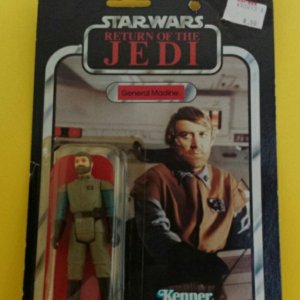 STAR WARS
RETURN OF THE
JEDI
General Madine
Kenner